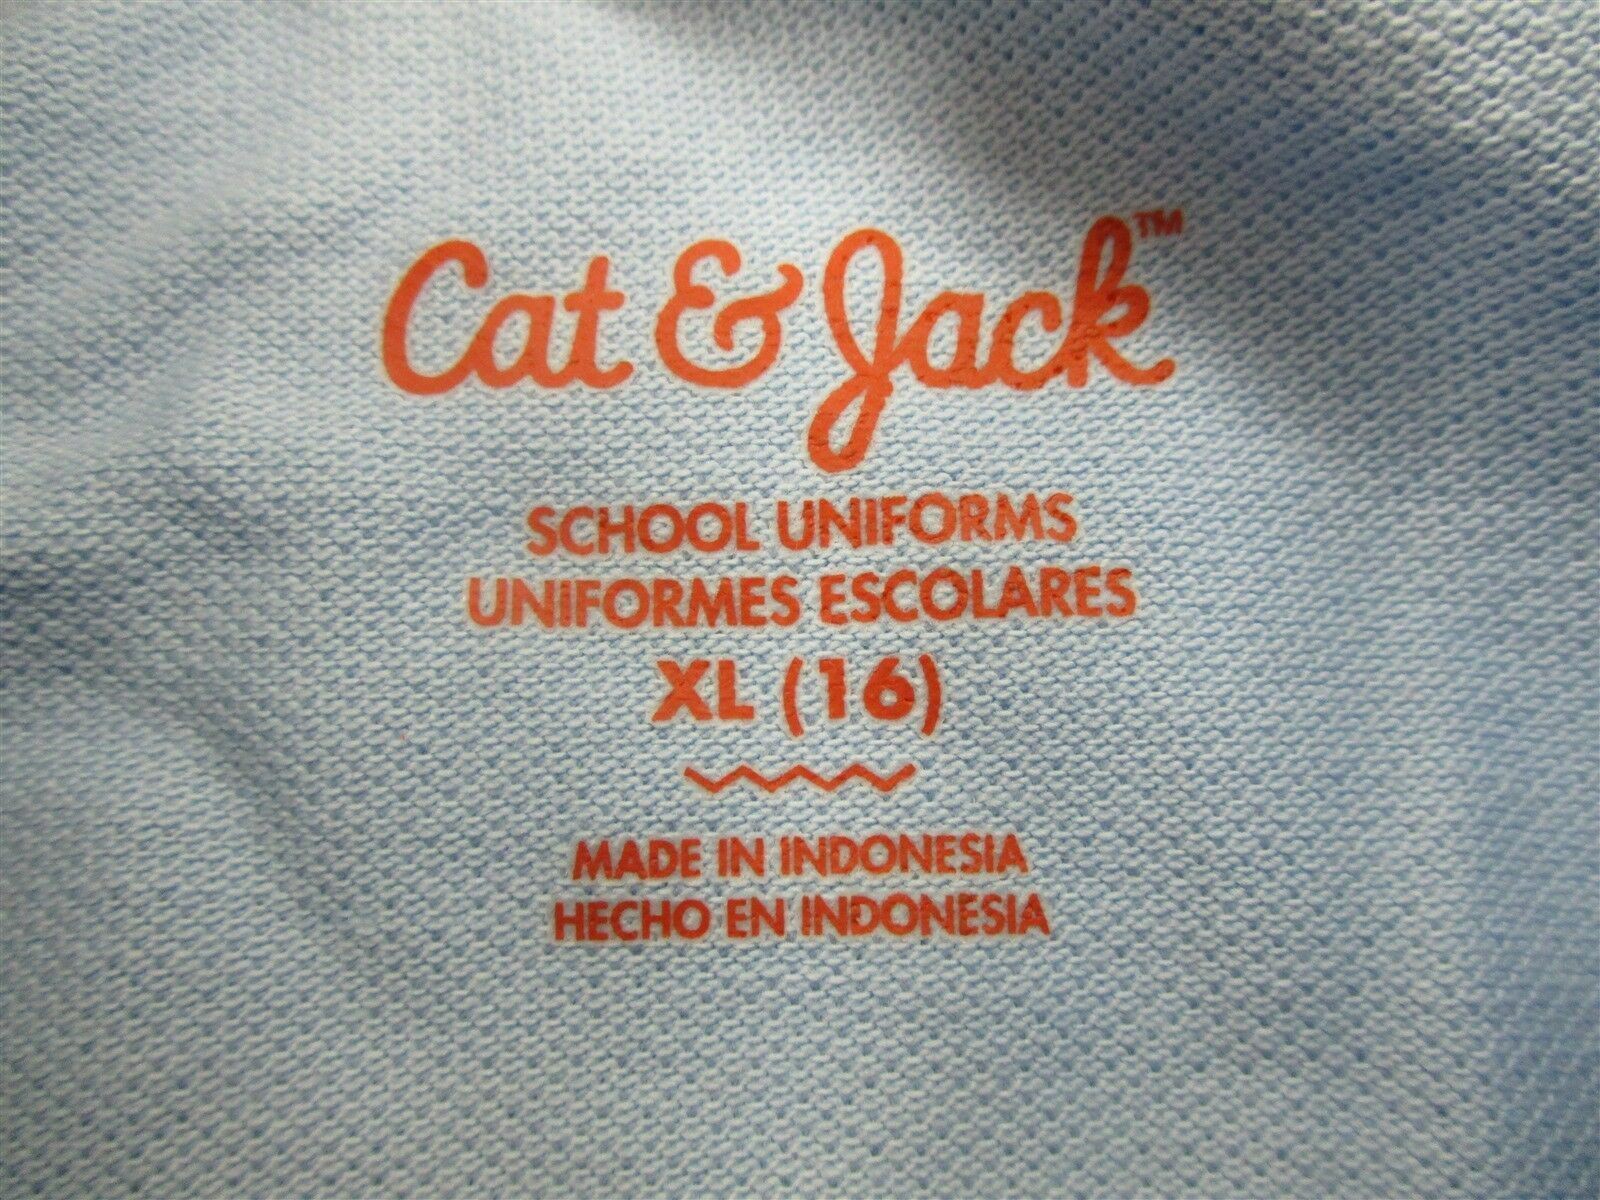 Cat & Jack™
SCHOOL UNIFORMS
UNIFORMES ESCOLARES
XL (16)
MADE IN INDONESIA
HECHO EN INDONESIA